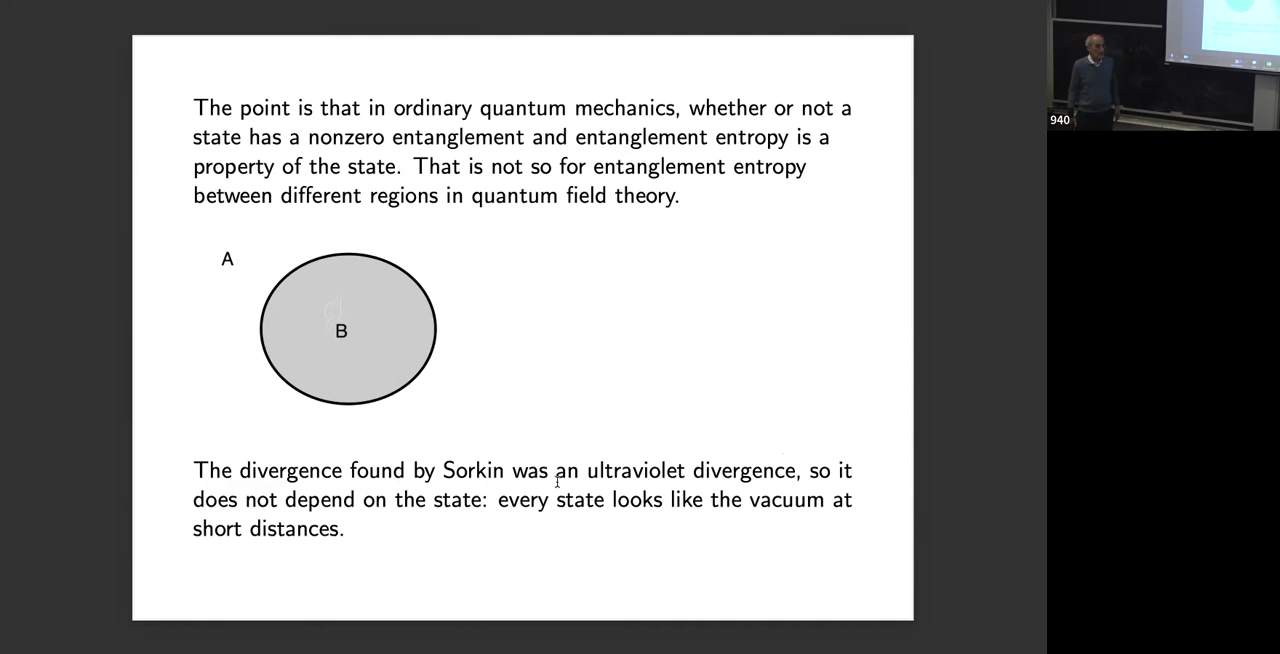 The point is that in ordinary quantum mechanics, whether or not a
state has a nonzero entanglement and entanglement entropy is a
property of the state. That is not so for entanglement entropy
between different regions in quantum field theory.
A
B
The divergence found by Sorkin was an ultraviolet divergence, so it
does not depend on the state: every state looks like the vacuum at
short distances.
940